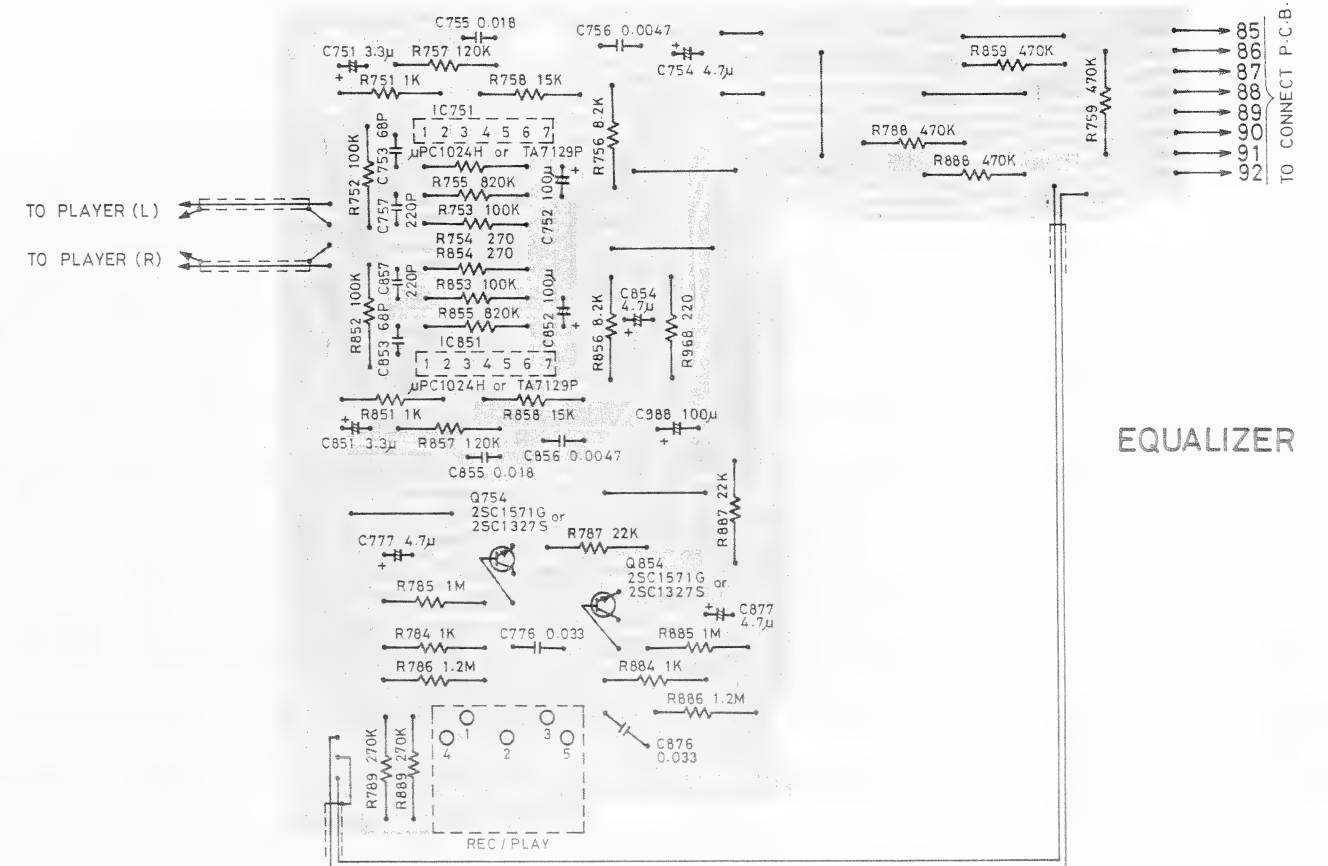 C755 0.018
C756 0.0047
C751 3.3µ
R757 120K
C754 4.7µ
R751 1K
R758 15K
IC751
1 2 3 4 5 6 7
µPC1024H or TA7129P
R752 100K
C753 68P
C757 220P
R755 820K
R753 100K
R754 270
C752 100µ
R756 8.2K
R859 470K
R759 470K
R788 470K
R888 470K
85
86
87
88
89
90
91
92
TO CONNECT P.C.B.
TO PLAYER (L)
TO PLAYER (R)
R854 270
R853 100K
R855 820K
R852 100K
C857 220P
C853 68P
C852 100µ
IC851
1 2 3 4 5 6 7
µPC1024H or TA7129P
R856 8.2K
C854
4.7µ
R968 220
R851 1K
R858 15K
C988 100µ
C851 3.3µ
R857 120K
C856 0.0047
C855 0.018
EQUALIZER
Q754
2SC1571G or
2SC1327S
R887 22K
C777 4.7µ
R787 22K
Q854
2SC1571G or
2SC1327S
R785 1M
C877
4.7µ
R784 1K
C776 0.033
R885 1M
R786 1.2M
R884 1K
R886 1.2M
C876
0.033
R789 270K
R889 270K
1 3
4 2 5
REC/PLAY